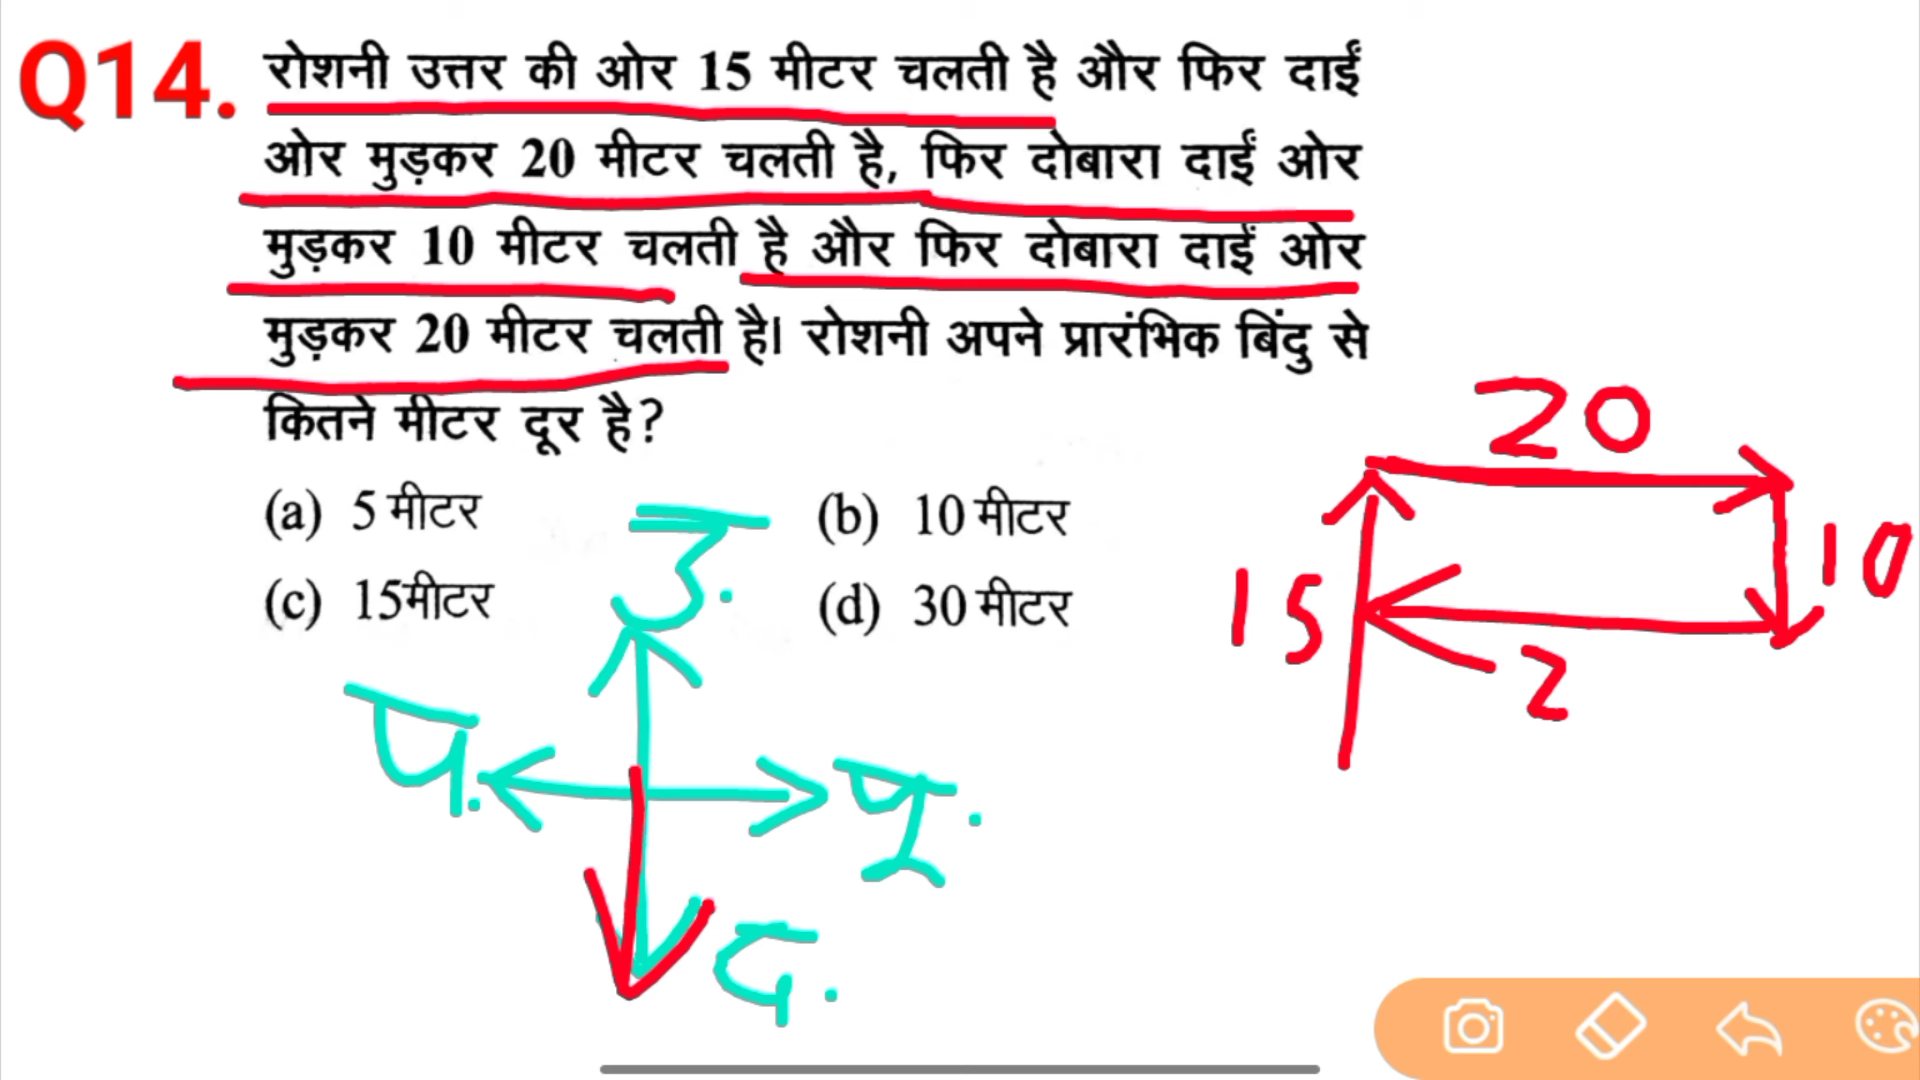 Q14. रोशनी उत्तर की ओर 15 मीटर चलती है और फिर दाईं
ओर मुड़कर 20 मीटर चलती है, फिर दोबारा दाईं ओर
मुड़कर 10 मीटर चलती है और फिर दोबारा दाईं ओर
मुड़कर 20 मीटर चलती है। रोशनी अपने प्रारंभिक बिंदु से
कितने मीटर दूर है?
(a) 5 मीटर (b) 10 मीटर
(c) 15मीटर (d) 30 मीटर
20
10
15
2
उ.
प.
पू.
द.